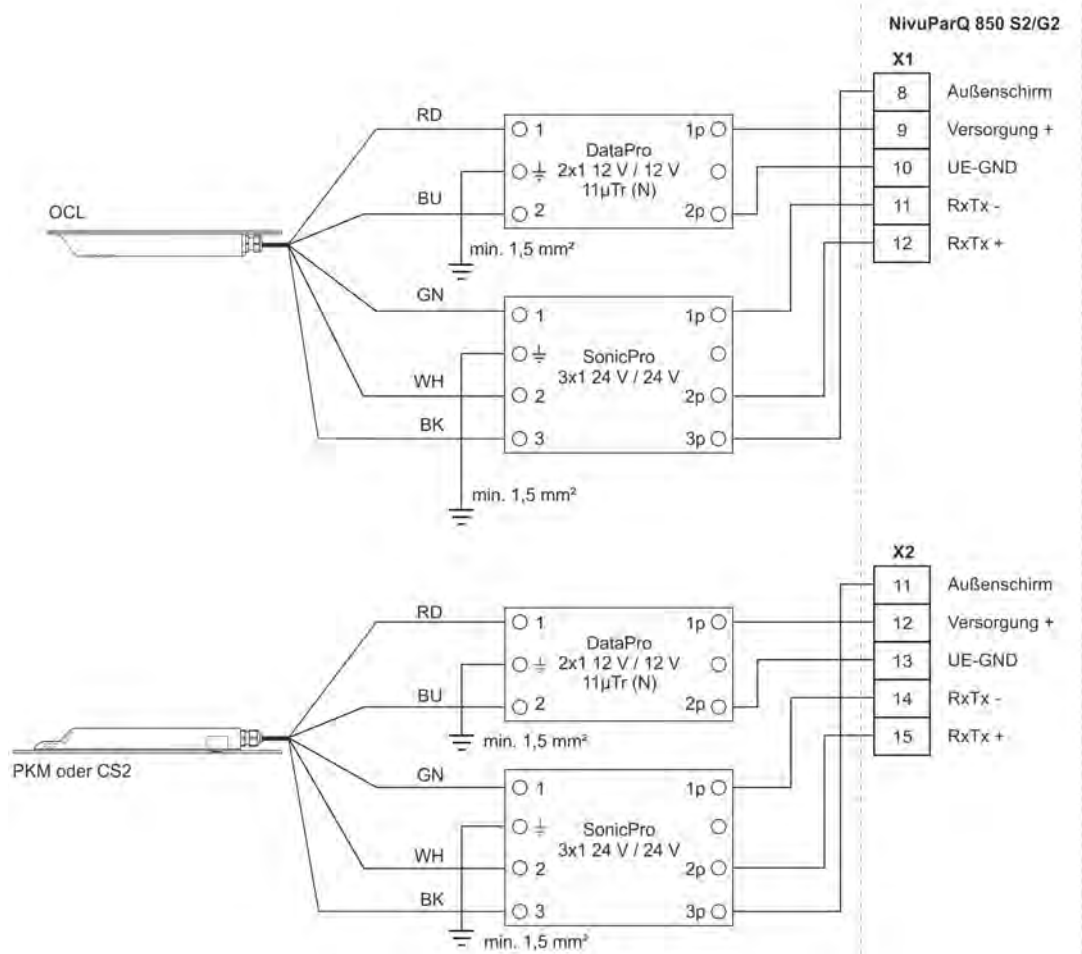 NivuParQ 850 S2/G2
X1
8 Außenschirm
9 Versorgung +
10 UE-GND
11 RxTx -
12 RxTx +
OCL
RD
BU
GN
WH
BK
1 1p
DataPro
2x1 12 V / 12 V
11µTr (N)
2 2p
min. 1,5 mm²
1 1p
SonicPro
3x1 24 V / 24 V
2 2p
3 3p
min. 1,5 mm²
X2
11 Außenschirm
12 Versorgung +
13 UE-GND
14 RxTx -
15 RxTx +
PKM oder CS2
RD
BU
GN
WH
BK
1 1p
DataPro
2x1 12 V / 12 V
11µTr (N)
2 2p
min. 1,5 mm²
1 1p
SonicPro
3x1 24 V / 24 V
2 2p
3 3p
min. 1,5 mm²